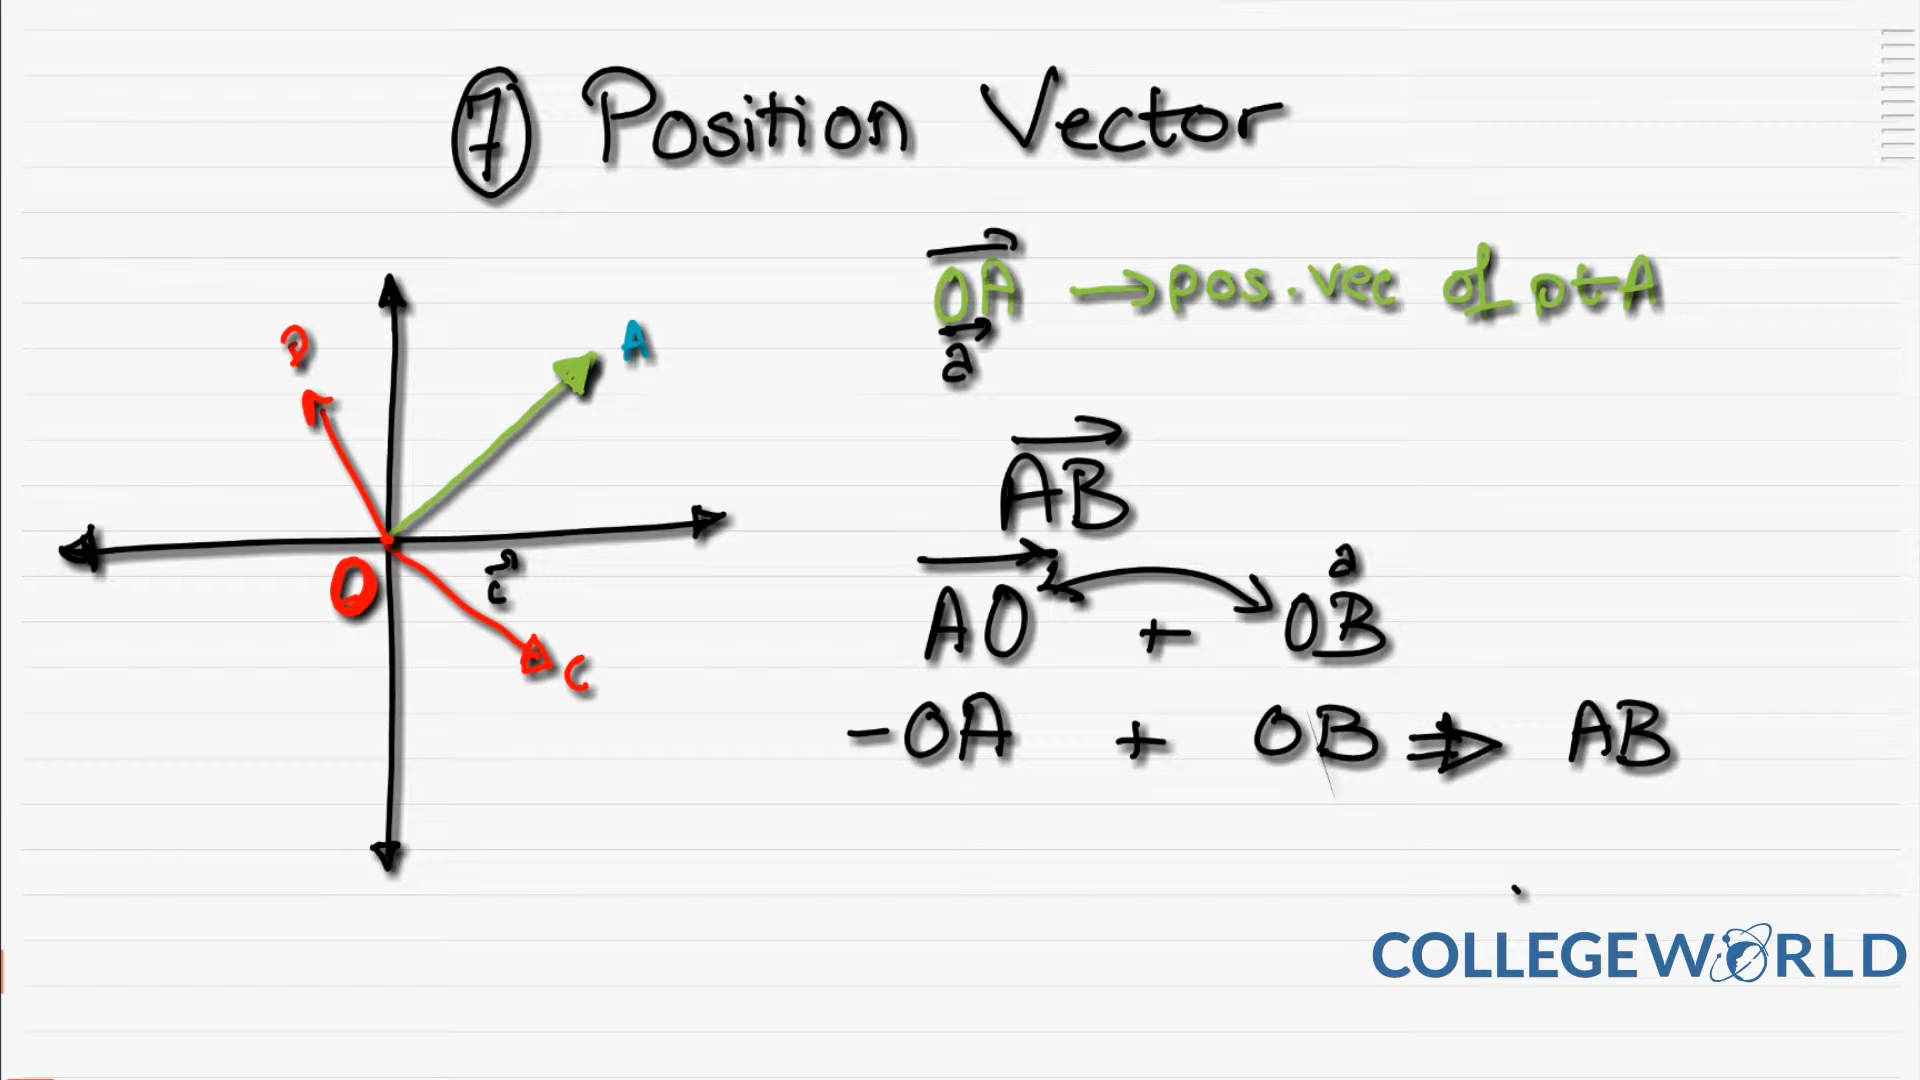 7 Position Vector
OA → pos.vec of pt A
a
AB
AO + OB
a
-OA + OB ⇒ AB
A
O
c
C
COLLEGEWORLD